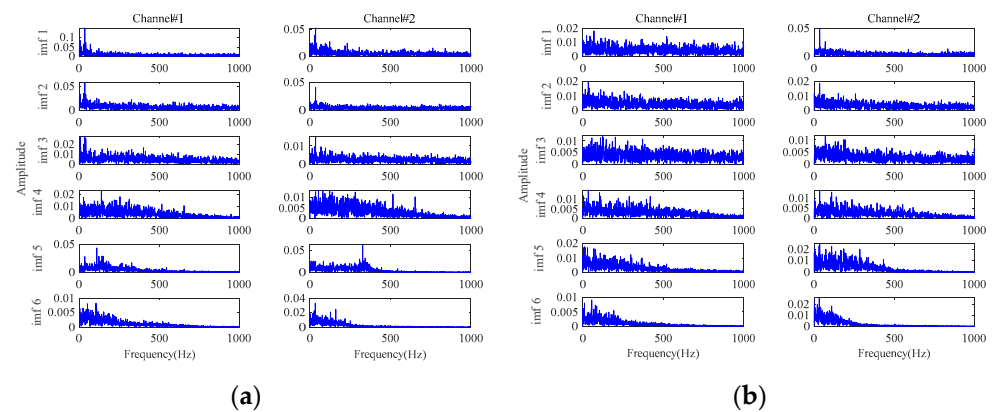 Channel#1 Channel#2 Channel#1 Channel#2
imf 1 0.1 0.05 0 0.05 0 imf 1 0.02 0.01 0 0.05 0
0 500 1000 0 500 1000 0 500 1000 0 500 1000
imf 2 0.05 0 0.05 0 imf 2 0.02 0.01 0 0.02 0.01 0
0 500 1000 0 500 1000 0 500 1000 0 500 1000
imf 3 0.02 0.01 0 0.01 0 imf 3 0.01 0.005 0 0.01 0.005 0
0 500 1000 0 500 1000 0 500 1000 0 500 1000
Amplitude Amplitude
imf 4 0.02 0.01 0 0.01 0.005 0 imf 4 0.01 0.005 0 0.01 0
0 500 1000 0 500 1000 0 500 1000 0 500 1000
imf 5 0.05 0 0.05 0 imf 5 0.02 0.01 0 0.02 0.01 0
0 500 1000 0 500 1000 0 500 1000 0 500 1000
imf 6 0.01 0.005 0 0.04 0.02 0 imf 6 0.01 0.005 0 0.02 0.01 0
0 500 1000 0 500 1000 0 500 1000 0 500 1000
Frequency(Hz) Frequency(Hz) Frequency(Hz) Frequency(Hz)
(a) (b)